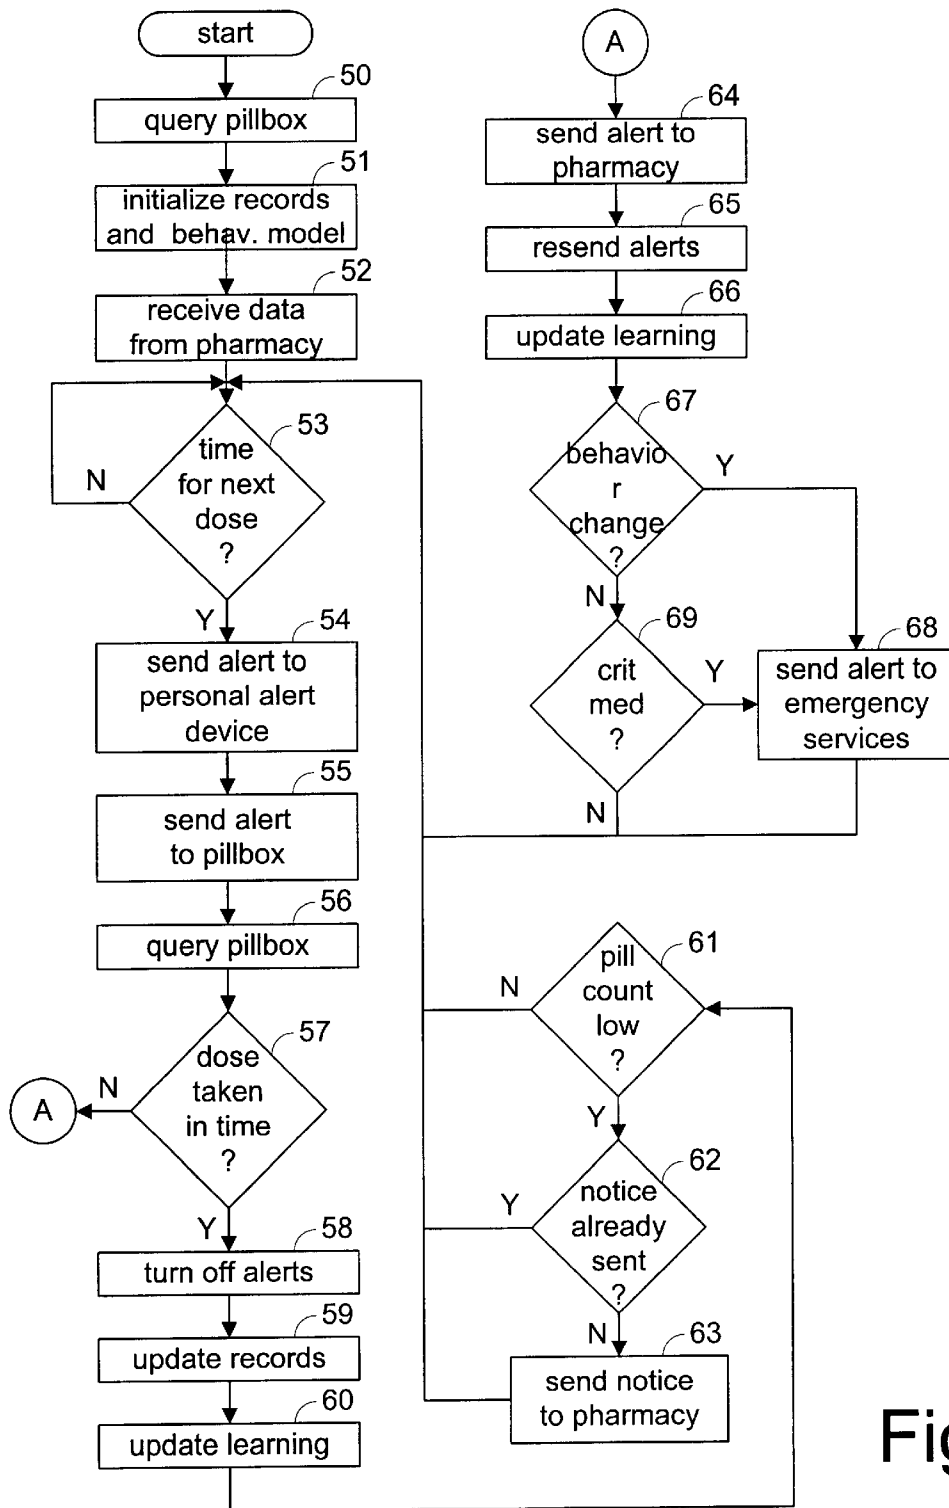 start
50
query pillbox
51
initialize records
and behav. model
52
receive data
from pharmacy
53
time
for next
dose
?
N
Y
54
send alert to
personal alert
device
55
send alert
to pillbox
56
query pillbox
57
dose
taken
in time
?
N
A
Y
58
turn off alerts
59
update records
60
update learning
A
64
send alert to
pharmacy
65
resend alerts
66
update learning
67
behavio
r
change
?
Y
N
69
crit
med
?
Y
68
send alert to
emergency
services
N
61
pill
count
low
?
N
Y
62
notice
already
sent
?
Y
N
63
send notice
to pharmacy
Fig